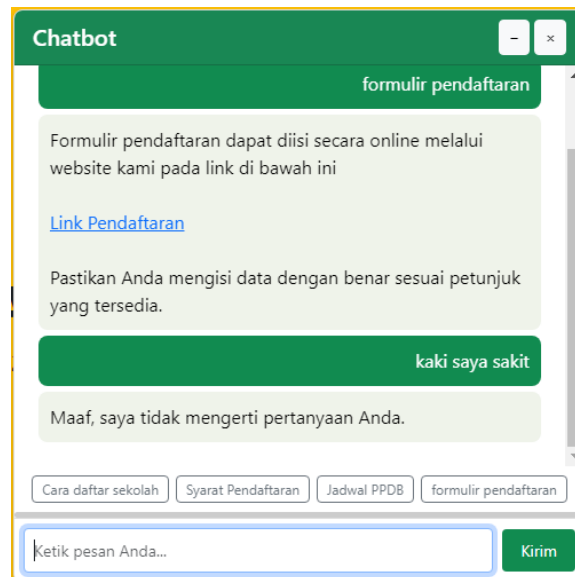 Chatbot
formulir pendaftaran
Formulir pendaftaran dapat diisi secara online melalui
website kami pada link di bawah ini
Link Pendaftaran
Pastikan Anda mengisi data dengan benar sesuai petunjuk
yang tersedia.
kaki saya sakit
Maaf, saya tidak mengerti pertanyaan Anda.
Cara daftar sekolah Syarat Pendaftaran Jadwal PPDB formulir pendaftaran
Ketik pesan Anda... Kirim